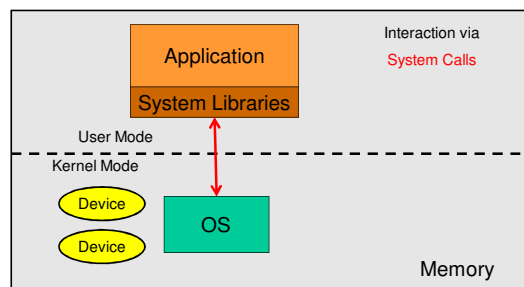 Interaction via
System Calls
Application
System Libraries
User Mode
Kernel Mode
Device
OS
Device
Memory